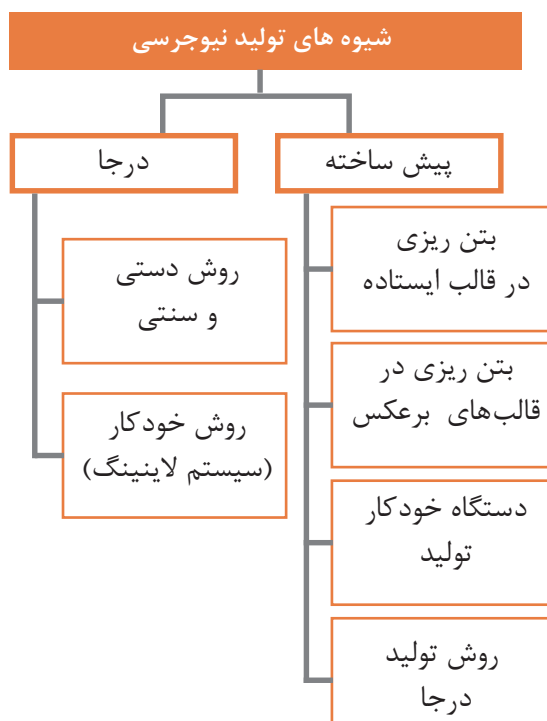 شیوه های تولید نیوجرسی
پیش ساخته
بتن ریزی
در قالب ایستاده
بتن ریزی در
قالب‌های برعکس
دستگاه خودکار
تولید
روش تولید
درجا
درجا
روش دستی
و سنتی
روش خودکار
(سیستم لاینینگ)